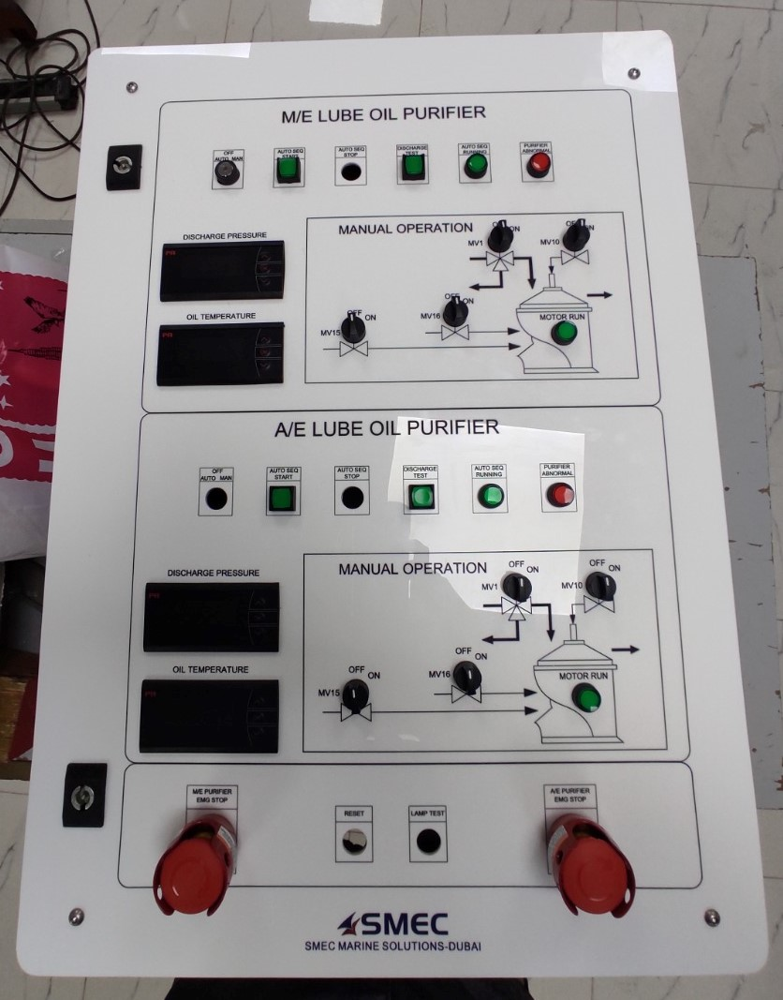 M/E LUBE OIL PURIFIER
OFF
AUTO MAN
AUTO SEQ
START
AUTO SEQ
STOP
DISCHARGE
TEST
AUTO SEQ
RUNNING
PURIFIER
ABNORMAL
DISCHARGE PRESSURE
OIL TEMPERATURE
MANUAL OPERATION
MV1
OFF
ON
MV10
OFF
ON
MV16
OFF
ON
MV15
OFF
ON
MOTOR RUN
A/E LUBE OIL PURIFIER
OFF
AUTO MAN
AUTO SEQ
START
AUTO SEQ
STOP
DISCHARGE
TEST
AUTO SEQ
RUNNING
PURIFIER
ABNORMAL
DISCHARGE PRESSURE
OIL TEMPERATURE
MANUAL OPERATION
MV1
OFF
ON
MV10
OFF
ON
MV16
OFF
ON
MV15
OFF
ON
MOTOR RUN
M/E PURIFIER
EMG STOP
RESET
LAMP TEST
A/E PURIFIER
EMG STOP
SMEC
SMEC MARINE SOLUTIONS-DUBAI